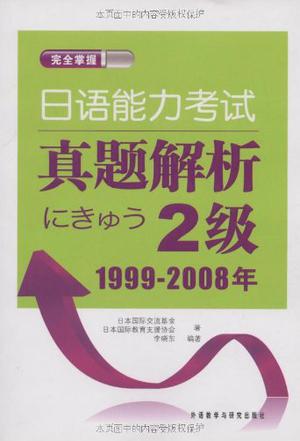 本页面中的内容受版权保护
完全掌握
日语能力考试
真题解析
にきゅう 2级
1999-2008年
日本国际交流基金
日本国际教育支援协会 著
李晓东 编著
外语教学与研究出版社
本页面中的内容受版权保护